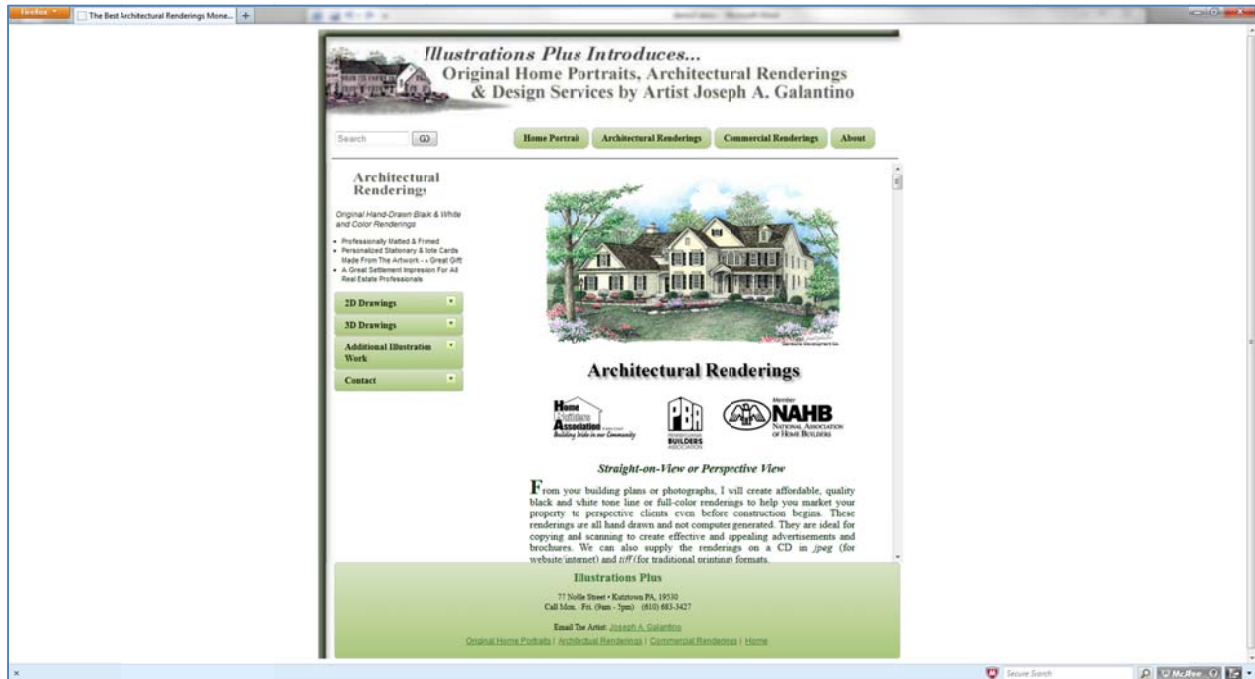 Firefox
The Best Architectural Renderings Mone...
Illustrations Plus Introduces...
Original Home Portraits, Architectural Renderings
& Design Services by Artist Joseph A. Galantino
Search
GO
Home Portrai
Architectural Renderings
Commercial Renderings
About
Architectural
Renderings
Original Hand-Drawn Blak & White
and Color Renderings
Professionally Matted & Frmed
Personalized Stationary & Note Cards
Made From The Artwork - A Great Gift
A Great Settlement Impresion For All
Real Estate Professionals
2D Drawings
3D Drawings
Additional Illustration
Work
Contact
Architectural Renderings
Home
Builders
Association
Building Pride in our Community
PBA
PENNSYLVANIA
BUILDERS
ASSOCIATION
Member
NAHB
NATIONAL ASSOCIATION
OF HOME BUILDERS
Straight-on-View or Perspective View
From your building plans or photographs, I will create affordable, quality
black and white tone line or full-color renderings to help you market your
property to perspective clients even before construction begins. These
renderings are all hand drawn and not computer generated. They are ideal for
copying and scanning to create effective and appealing advertisements and
brochures. We can also supply the renderings on a CD in jpeg (for
website/internet) and tiff (for traditional printing) formats.
Illustrations Plus
77 Noble Street • Kutztown PA, 19530
Call Mon. Fri. (9am - 5pm) (610) 683-3427
Email The Artist: Joseph A. Galantino
Original Home Portraits | Architectual Renderings | Commercial Renderings | Home
Secure Search
McAfee